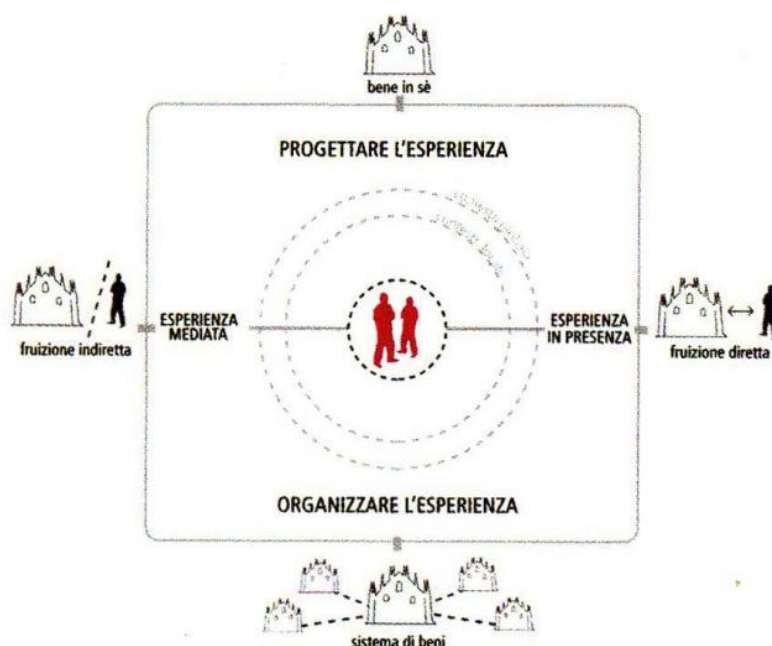 bene in sè
PROGETTARE L'ESPERIENZA
ESPERIENZA
MEDIATA
ESPERIENZA
IN PRESENZA
fruizione indiretta
fruizione diretta
ORGANIZZARE L'ESPERIENZA
sistema di beni